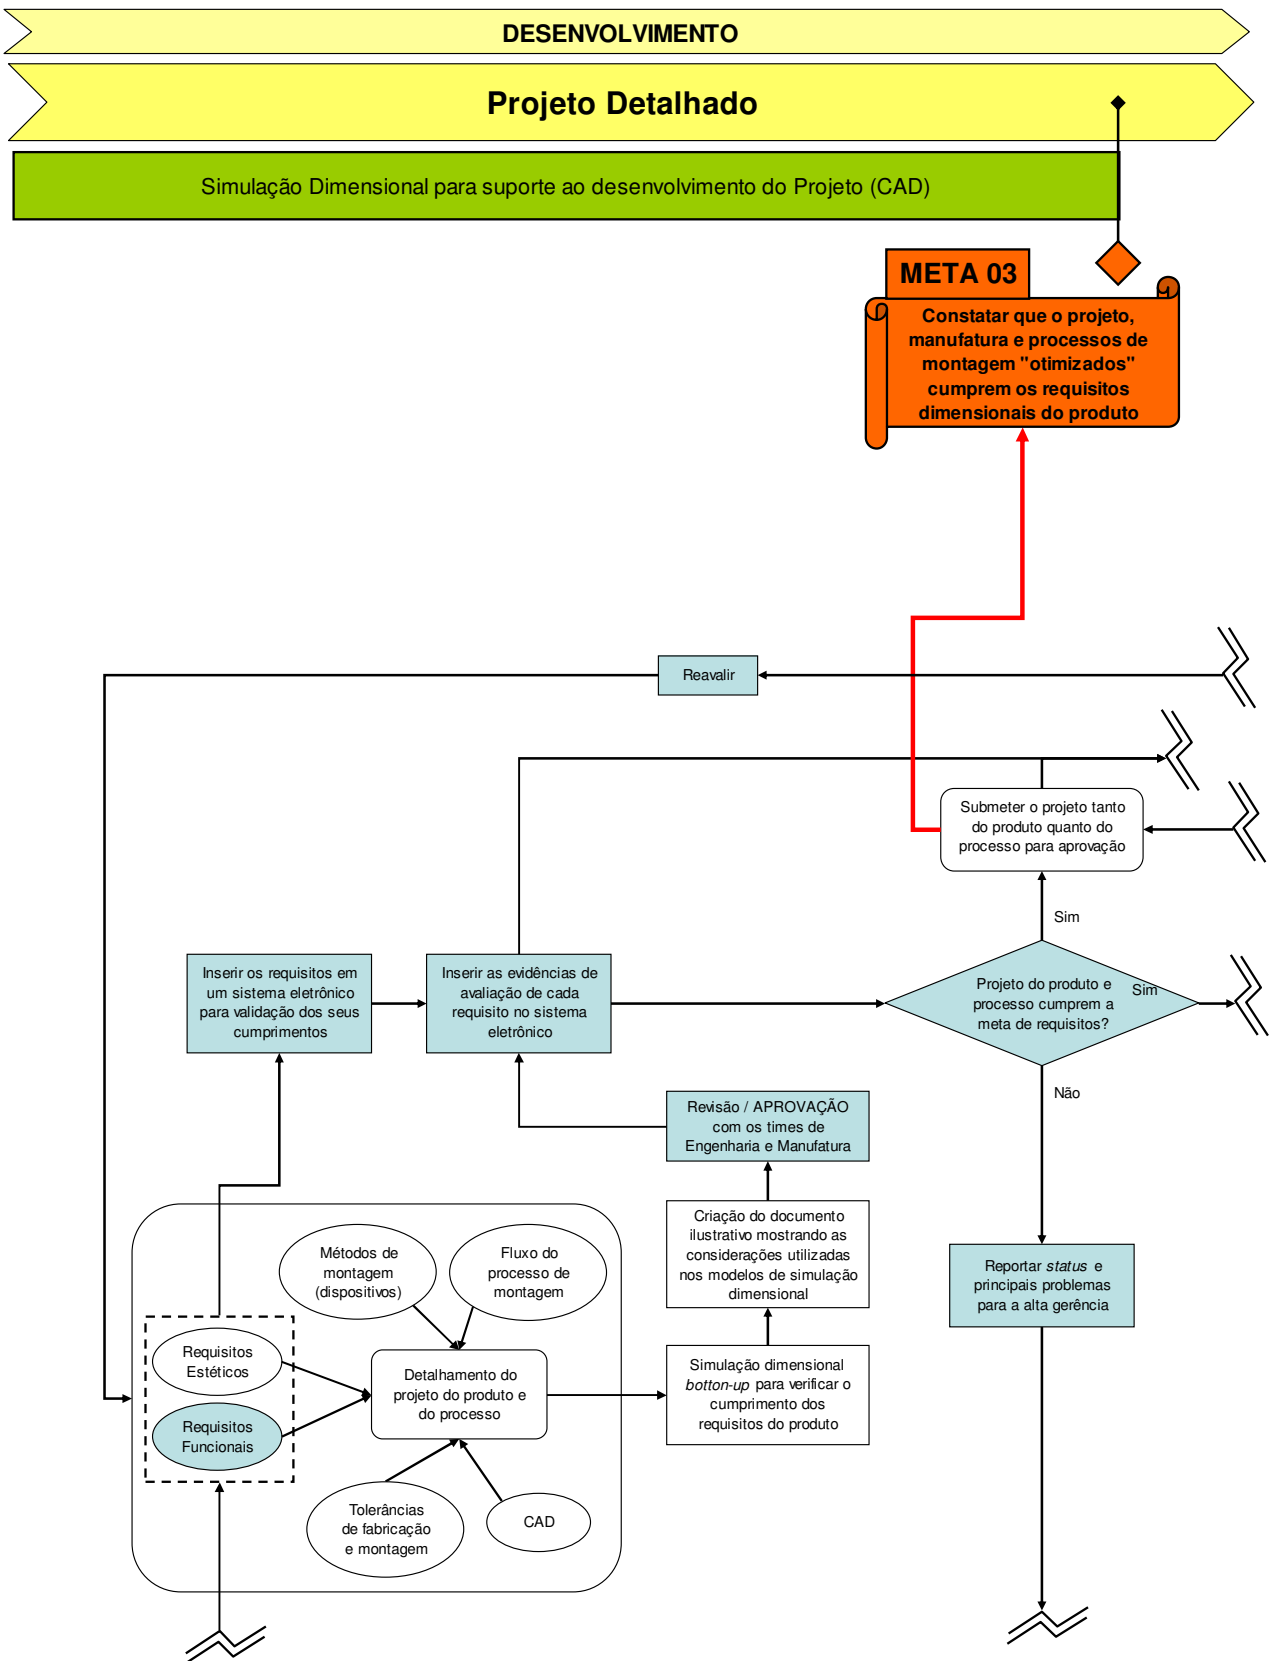 DESENVOLVIMENTO
Projeto Detalhado
Simulação Dimensional para suporte ao desenvolvimento do Projeto (CAD)
META 03
Constatar que o projeto,
manufatura e processos de
montagem "otimizados"
cumprem os requisitos
dimensionais do produto
Reavalir
Submeter o projeto tanto
do produto quanto do
processo para aprovação
Sim
Inserir os requisitos em
um sistema eletrônico
para validação dos seus
cumprimentos
Inserir as evidências de
avaliação de cada
requisito no sistema
eletrônico
Projeto do produto e
processo cumprem a
meta de requisitos?
Sim
Não
Revisão / APROVAÇÃO
com os times de
Engenharia e Manufatura
Criação do documento
ilustrativo mostrando as
considerações utilizadas
nos modelos de simulação
dimensional
Reportar status e
principais problemas
para a alta gerência
Métodos de
montagem
(dispositivos)
Fluxo do
processo de
montagem
Requisitos
Estéticos
Detalhamento do
projeto do produto e
do processo
Simulação dimensional
botton-up para verificar o
cumprimento dos
requisitos do produto
Requisitos
Funcionais
Tolerâncias
de fabricação
e montagem
CAD